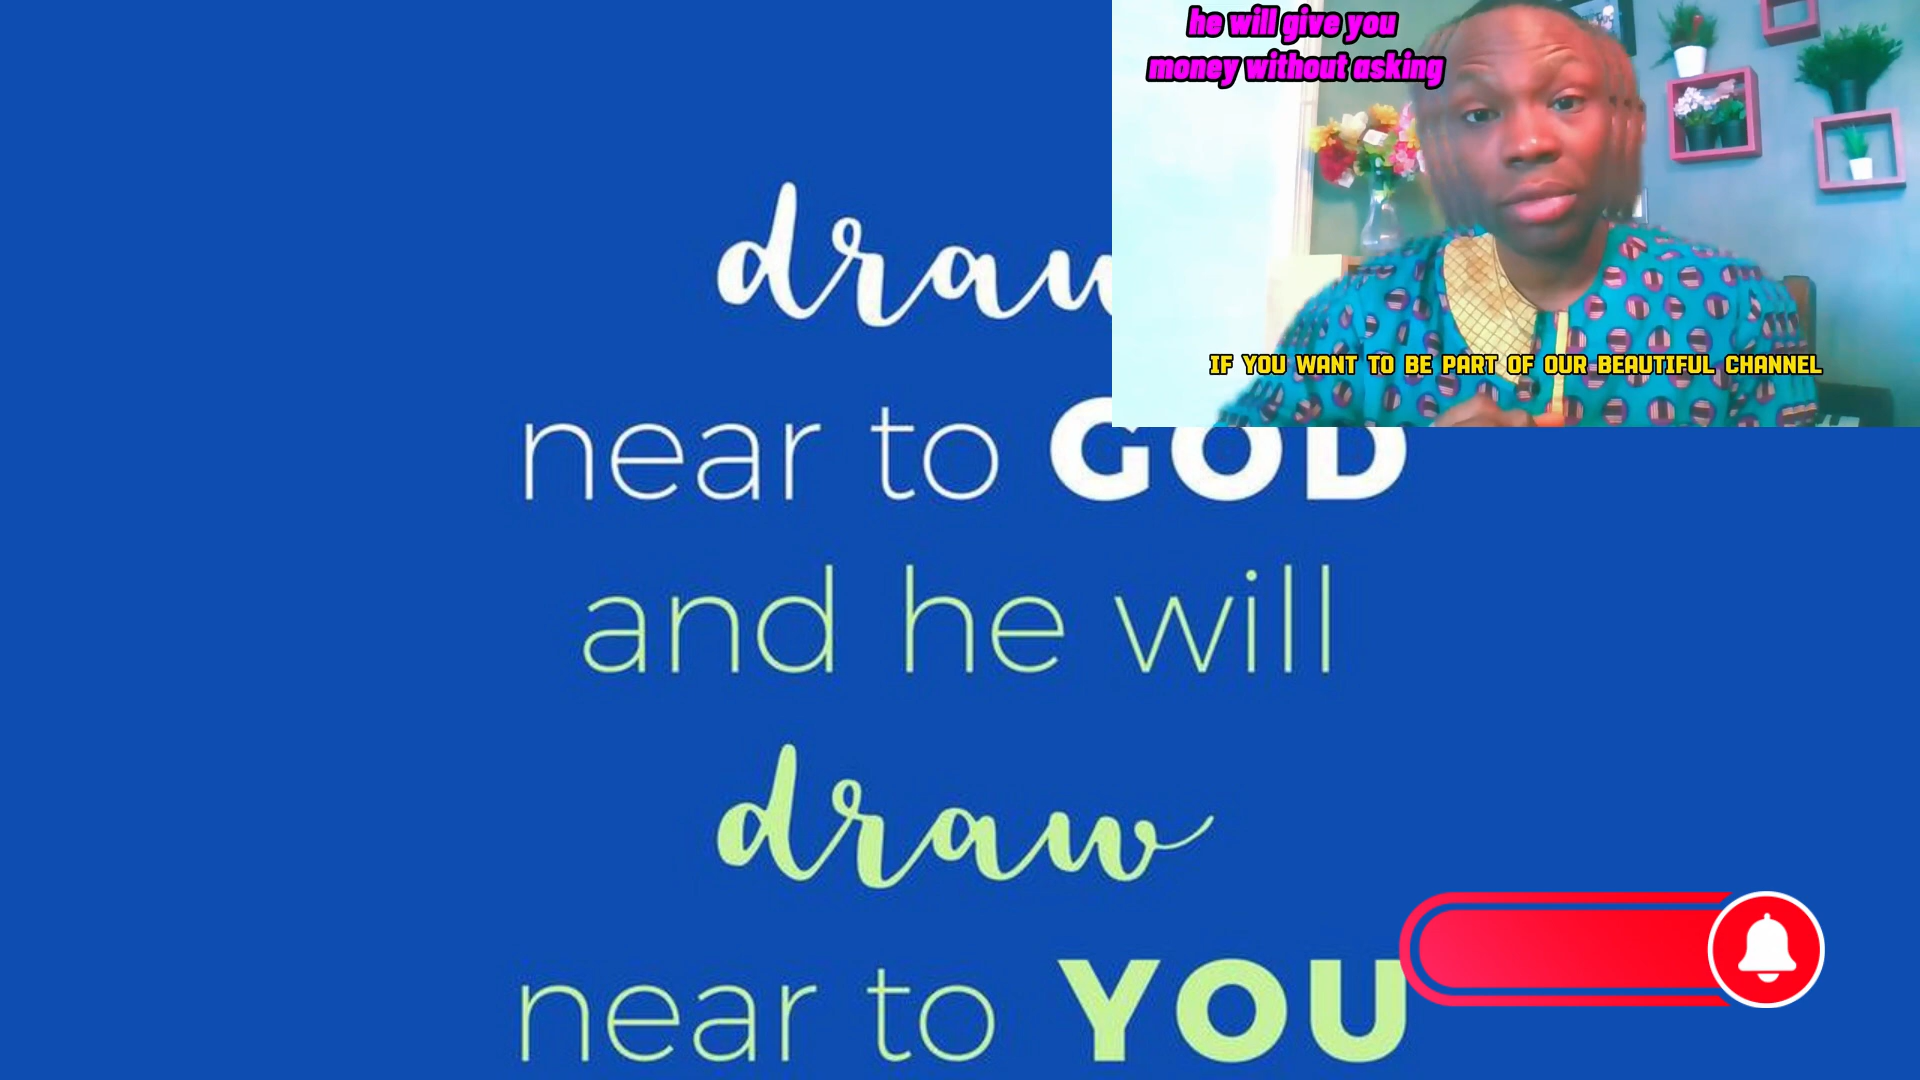 he will give you
money without asking
IF YOU WANT TO BE PART OF OUR BEAUTIFUL CHANNEL
draw
near to GOD
and he will
draw
near to YOU